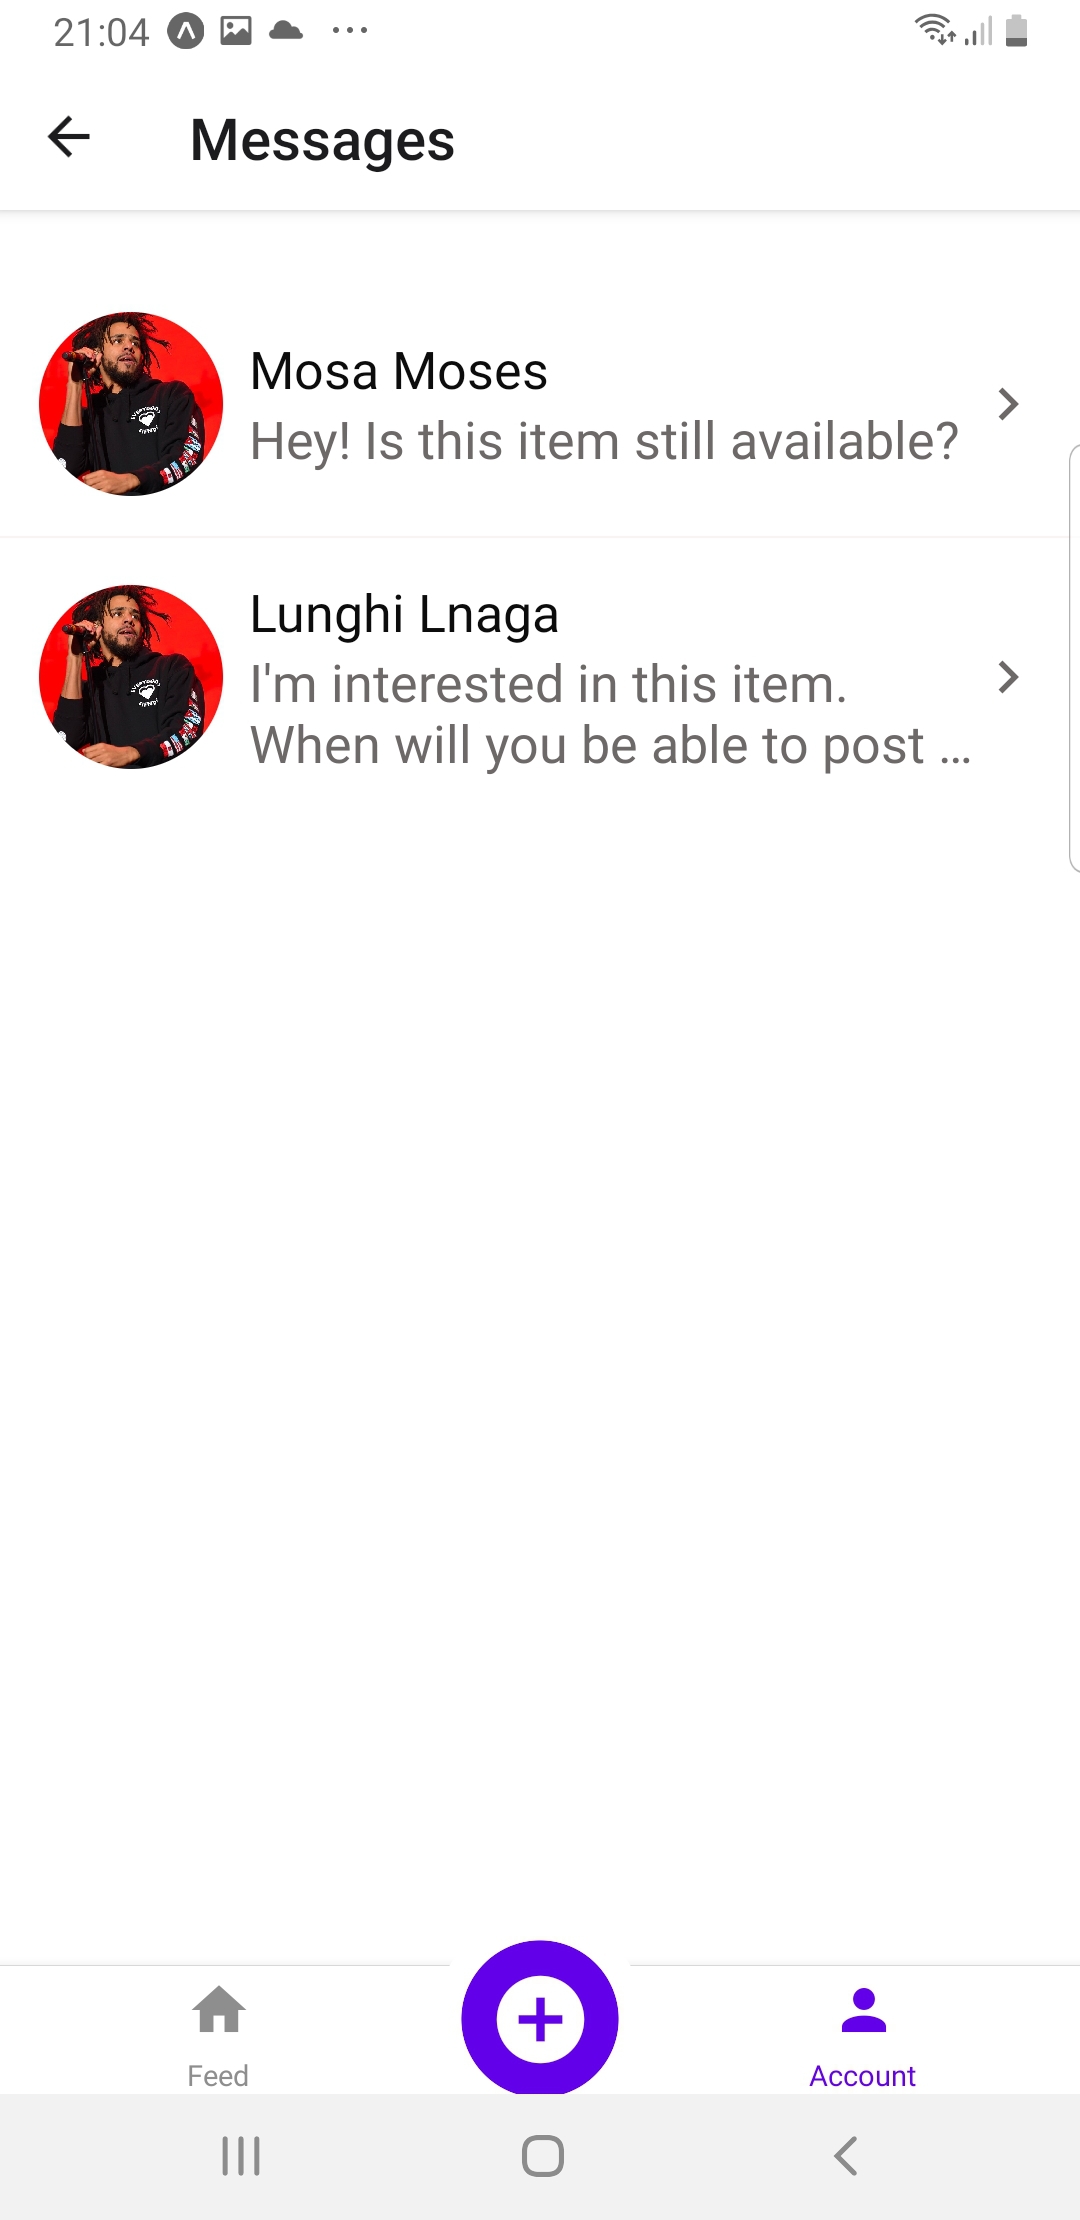 21:04
Messages
Mosa Moses
Hey! Is this item still available?
Lunghi Lnaga
I'm interested in this item.
When will you be able to post ...
Feed
Account